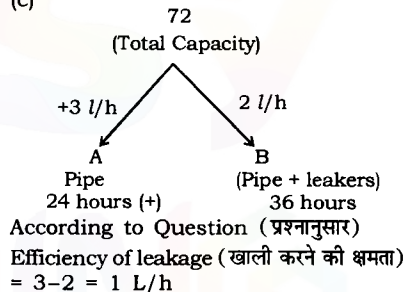 (C)
72
(Total Capacity)
+3 l/h 2 l/h
A B
Pipe (Pipe + leakers)
24 hours (+) 36 hours
According to Question (प्रश्नानुसार)
Efficiency of leakage (खाली करने की क्षमता)
= 3–2 = 1 L/h